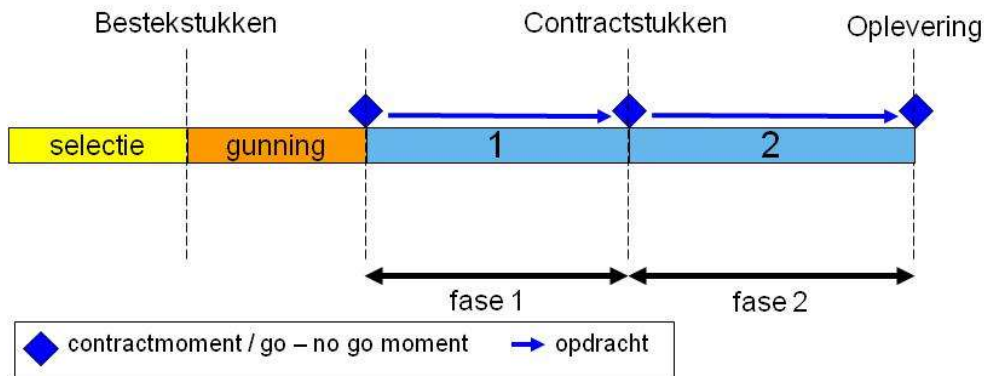 Bestekstukken
Contractstukken
Oplevering
selectie
gunning
1
2
fase 1
fase 2
contractmoment / go – no go moment
opdracht